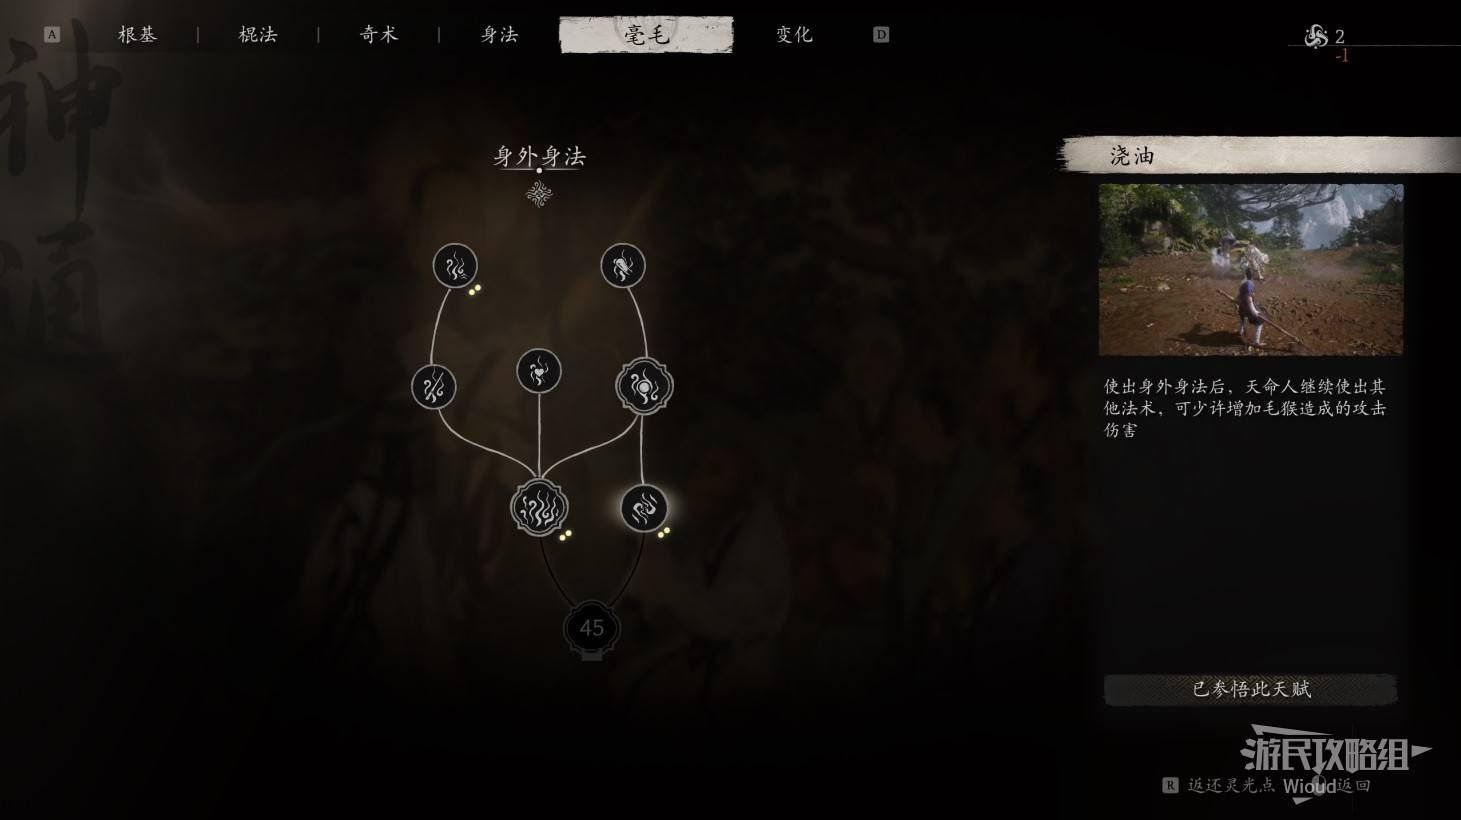 A 根基 | 棍法 | 奇术 | 身法 毫毛 变化 D
2
-1
神通
身外身法
浇油
使出身外身法后，天命人继续使出其
他法术，可少许增加毛猴造成的攻击
伤害
45
已参悟此天赋
游民攻略组
R 返还灵光点 Wioud 返回